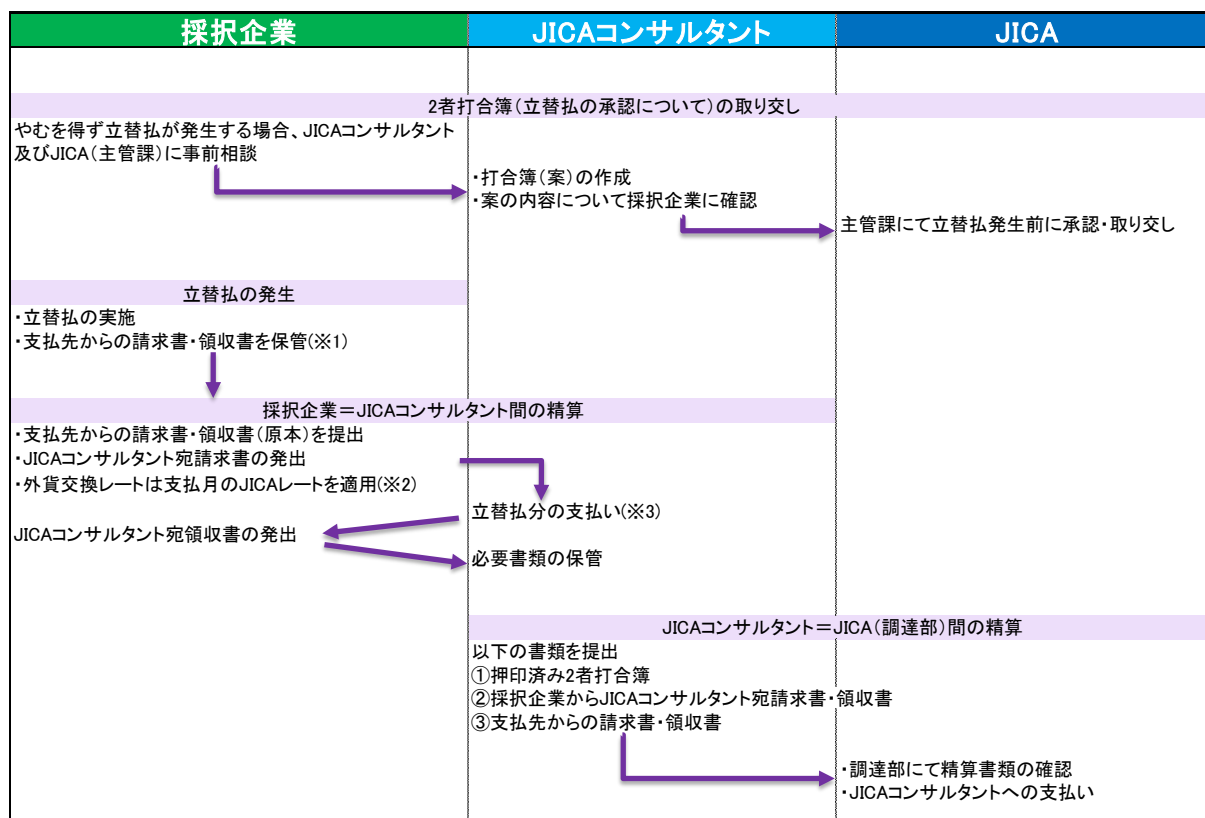 採択企業
JICAコンサルタント
JICA
2者打合簿(立替払の承認について)の取り交し
やむを得ず立替払が発生する場合、JICAコンサルタント
及びJICA(主管課)に事前相談
・打合簿(案)の作成
・案の内容について採択企業に確認
主管課にて立替払発生前に承認・取り交し
立替払の発生
・立替払の実施
・支払先からの請求書・領収書を保管(※1)
採択企業=JICAコンサルタント間の精算
・支払先からの請求書・領収書(原本)を提出
・JICAコンサルタント宛請求書の発出
・外貨交換レートは支払月のJICAレートを適用(※2)
立替払分の支払い(※3)
JICAコンサルタント宛領収書の発出
必要書類の保管
JICAコンサルタント=JICA(調達部)間の精算
以下の書類を提出
①押印済み2者打合簿
②採択企業からJICAコンサルタント宛請求書・領収書
③支払先からの請求書・領収書
・調達部にて精算書類の確認
・JICAコンサルタントへの支払い